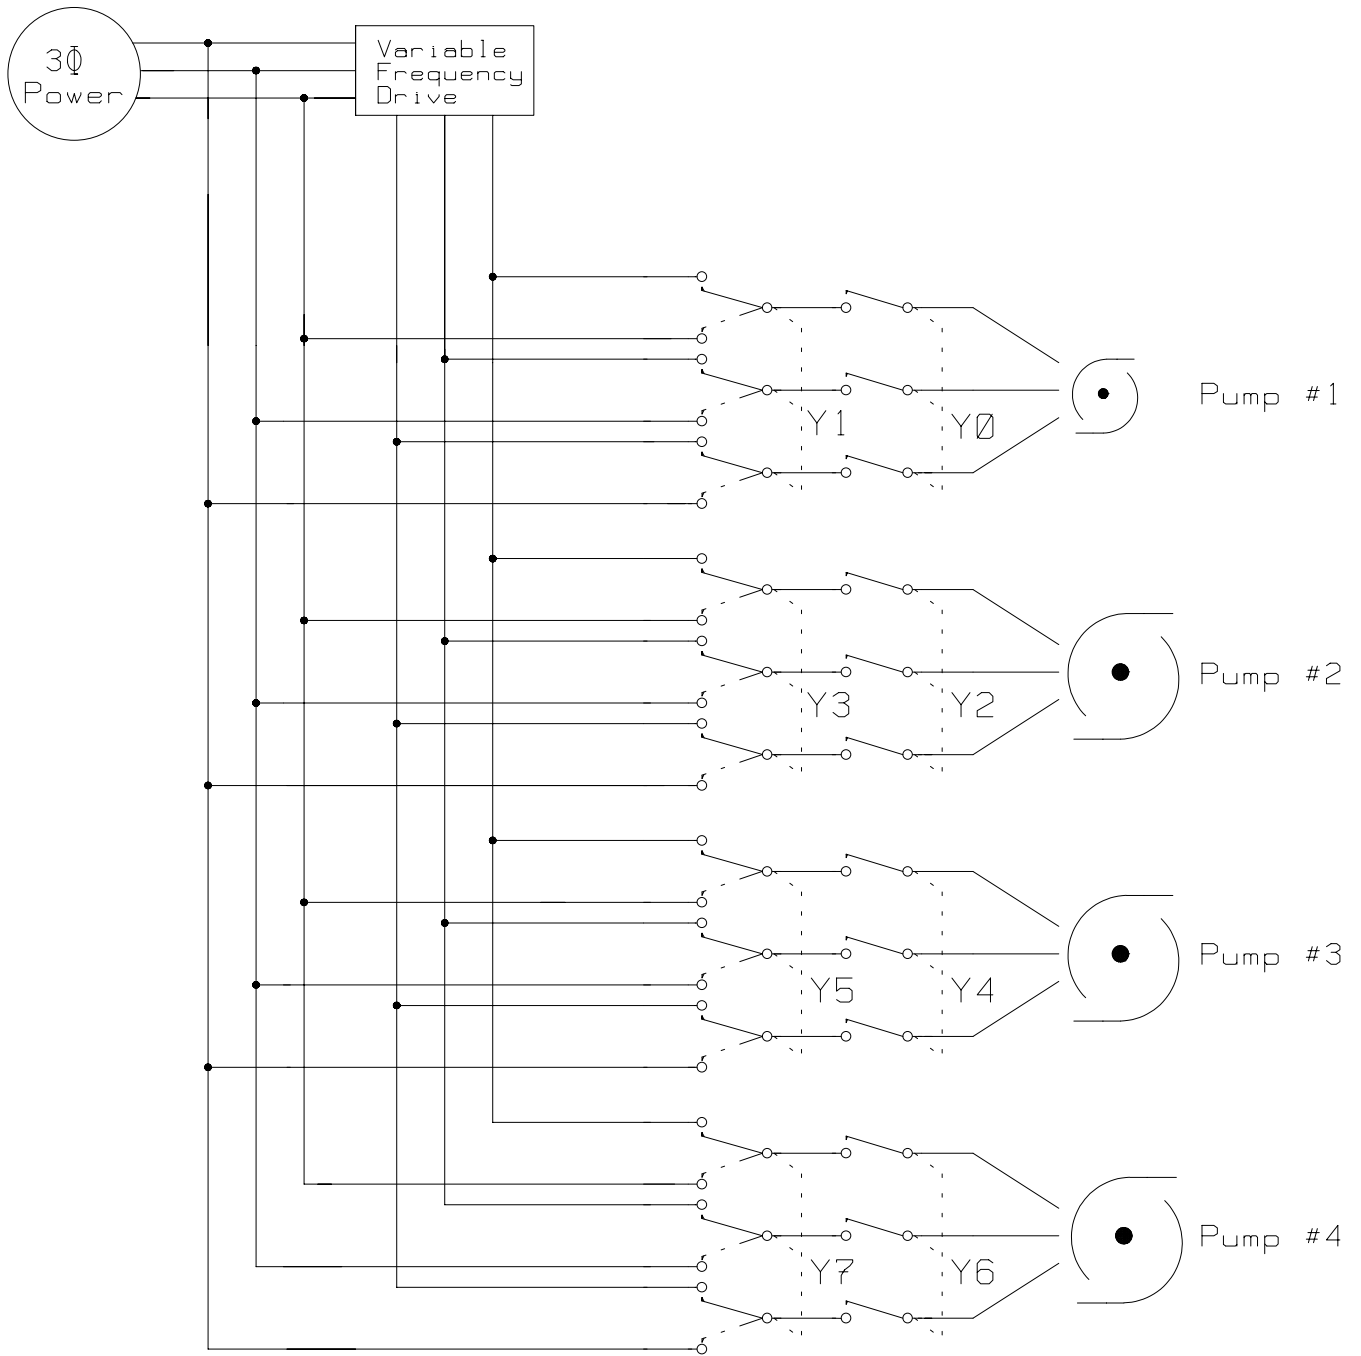 3Φ
Power
Variable
Frequency
Drive
Y1
Y0
Pump #1
Y3
Y2
Pump #2
Y5
Y4
Pump #3
Y7
Y6
Pump #4